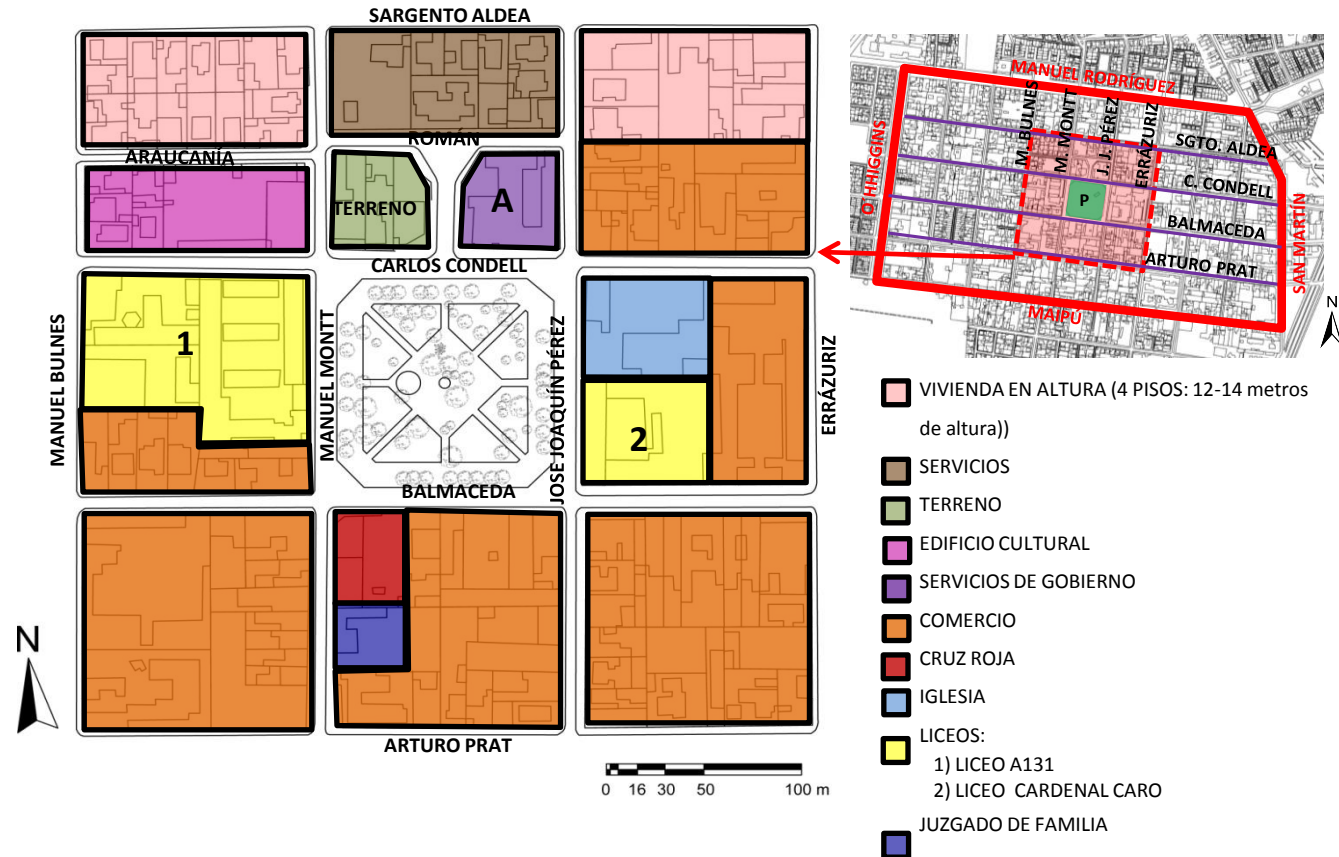 SARGENTO ALDEA
ROMÁN
ARAUCANÍA
TERRENO
A
CARLOS CONDELL
MANUEL BULNES
1
MANUEL MONTT
JOSE JOAQUÍN PÉREZ
2
ERRÁZURIZ
BALMACEDA
ARTURO PRAT
N
0 16 30 50 100 m
MANUEL RODRÍGUEZ
O´HHIGGINS
M. BULNES
M. MONTT
J.J. PÉREZ
ERRÁZURIZ
SGTO. ALDEA
C. CONDELL
P
BALMACEDA
ARTURO PRAT
SAN MARTÍN
MAIPÚ
N
VIVIENDA EN ALTURA (4 PISOS: 12-14 metros
de altura))
SERVICIOS
TERRENO
EDIFICIO CULTURAL
SERVICIOS DE GOBIERNO
COMERCIO
CRUZ ROJA
IGLESIA
LICEOS:
1) LICEO A131
2) LICEO CARDENAL CARO
JUZGADO DE FAMILIA